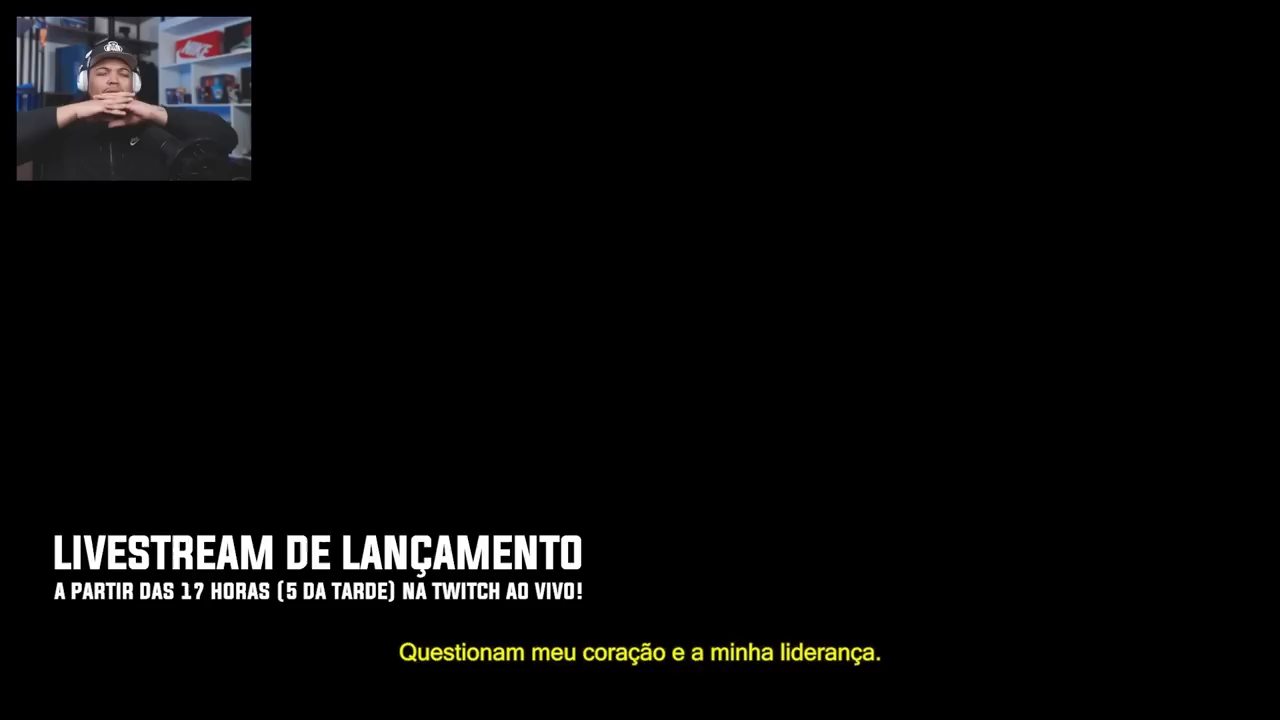 NIKE
LIVESTREAM DE LANÇAMENTO
A PARTIR DAS 17 HORAS (5 DA TARDE) NA TWITCH AO VIVO!
Questionam meu coração e a minha liderança.